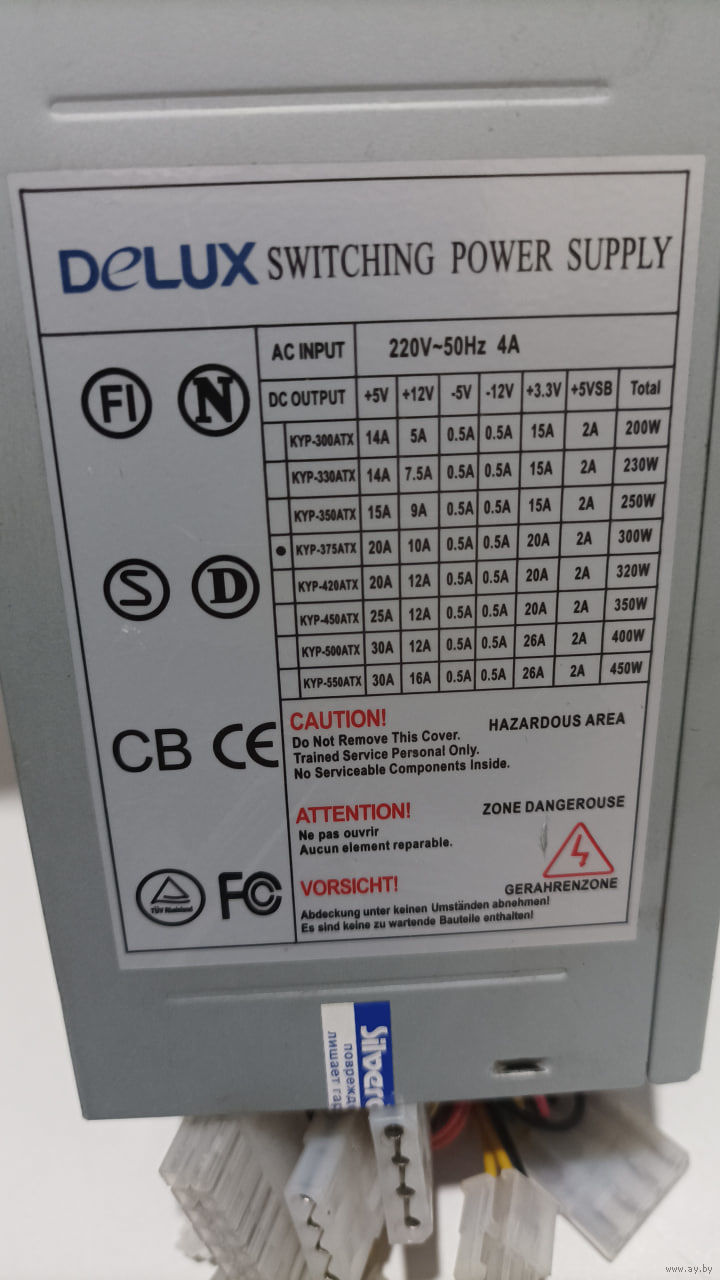 DeLUX SWITCHING POWER SUPPLY
AC INPUT 220V~50Hz 4A
DC OUTPUT +5V +12V -5V -12V +3.3V +5VSB Total
KYP-300ATX 14A 5A 0.5A 0.5A 15A 2A 200W
KYP-330ATX 14A 7.5A 0.5A 0.5A 15A 2A 230W
KYP-350ATX 15A 9A 0.5A 0.5A 15A 2A 250W
● KYP-375ATX 20A 10A 0.5A 0.5A 20A 2A 300W
KYP-420ATX 20A 12A 0.5A 0.5A 20A 2A 320W
KYP-450ATX 25A 12A 0.5A 0.5A 20A 2A 350W
KYP-500ATX 30A 12A 0.5A 0.5A 26A 2A 400W
KYP-550ATX 30A 16A 0.5A 0.5A 26A 2A 450W
FI N
S D
CB CE
TÜV Rheinland FC
CAUTION! HAZARDOUS AREA
Do Not Remove This Cover.
Trained Service Personal Only.
No Serviceable Components Inside.
ATTENTION! ZONE DANGEROUSE
Ne pas ouvrir
Aucun element reparable.
VORSICHT! GERAHRENZONE
Abdeckung unter keinen Umständen abnehmen!
Es sind keine zu wartende Bauteile enthalten!
Silver
поврежд
лишает гар
www.ay.by